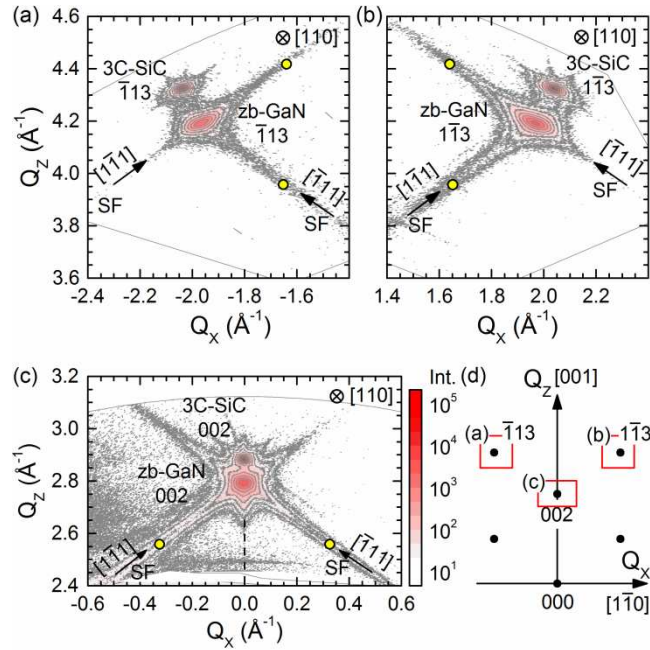 (a)
⊗ [110]
3C-SiC
1̅13
zb-GaN
1̅13
[11̅1]
SF
[1̅11]
SF
4.6
4.4
4.2
4.0
3.8
3.6
Q_Z (Å⁻¹)
-2.4 -2.2 -2.0 -1.8 -1.6
Q_X (Å⁻¹)
(b)
⊗ [110]
3C-SiC
11̅3
zb-GaN
11̅3
[11̅1]
SF
[1̅11]
SF
1.4 1.6 1.8 2.0 2.2
Q_X (Å⁻¹)
(c)
⊗ [110]
3C-SiC
002
zb-GaN
002
[11̅1]
SF
[1̅11]
SF
3.2
3.0
2.8
2.6
2.4
Q_Z (Å⁻¹)
-0.6 -0.4 -0.2 0.0 0.2 0.4 0.6
Q_X (Å⁻¹)
Int.
10⁵
10⁴
10³
10²
10¹
(d)
Q_Z [001]
(a) 1̅13
(b) 11̅3
(c)
002
Q_X
000
[11̅0]